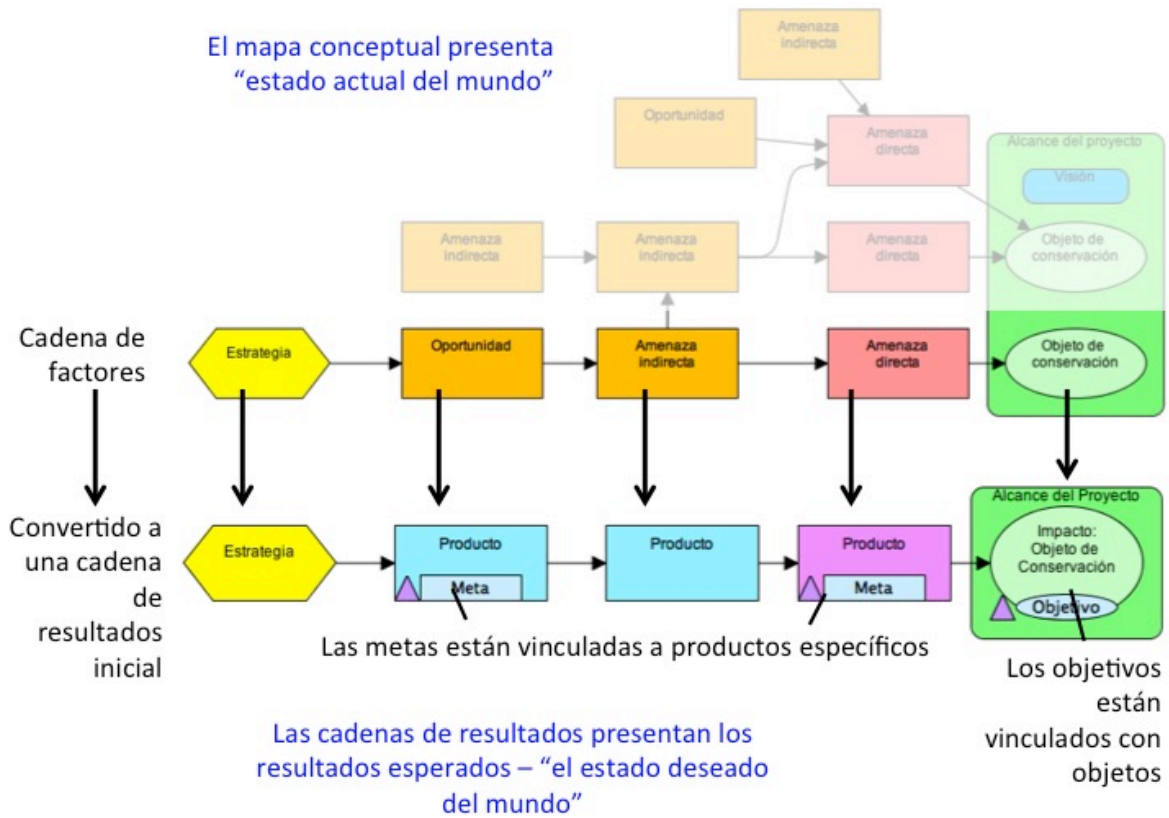 El mapa conceptual presenta
“estado actual del mundo”
Amenaza
indirecta
Oportunidad
Amenaza
directa
Alcance del proyecto
Visión
Amenaza
indirecta
Amenaza
indirecta
Amenaza
directa
Objeto de
conservación
Cadena de
factores
Estrategia
Oportunidad
Amenaza
indirecta
Amenaza
directa
Objeto de
conservación
Convertido a
una cadena
de
resultados
inicial
Estrategia
Producto
Meta
Producto
Producto
Meta
Alcance del Proyecto
Impacto:
Objeto de
Conservación
Objetivo
Las metas están vinculadas a productos específicos
Los objetivos
están
vinculados con
objetos
Las cadenas de resultados presentan los
resultados esperados – “el estado deseado
del mundo”